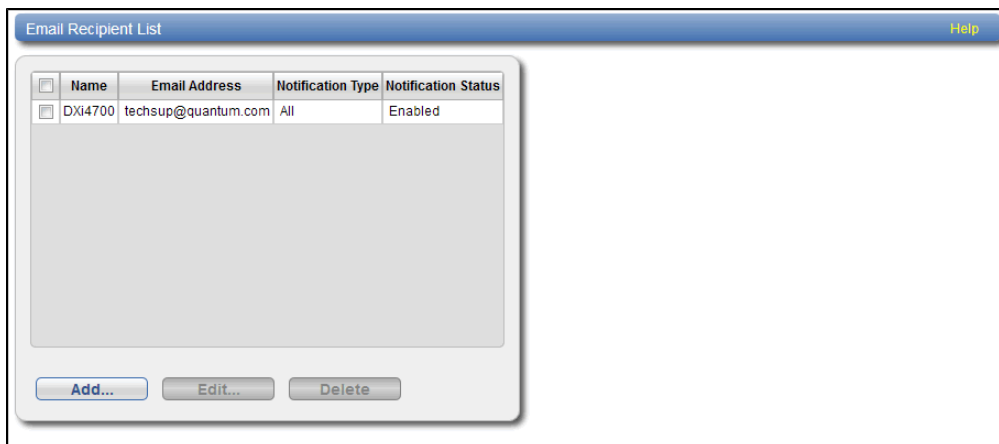 Email Recipient List Help
Name Email Address Notification Type Notification Status
DXi4700 techsup@quantum.com All Enabled
Add... Edit... Delete